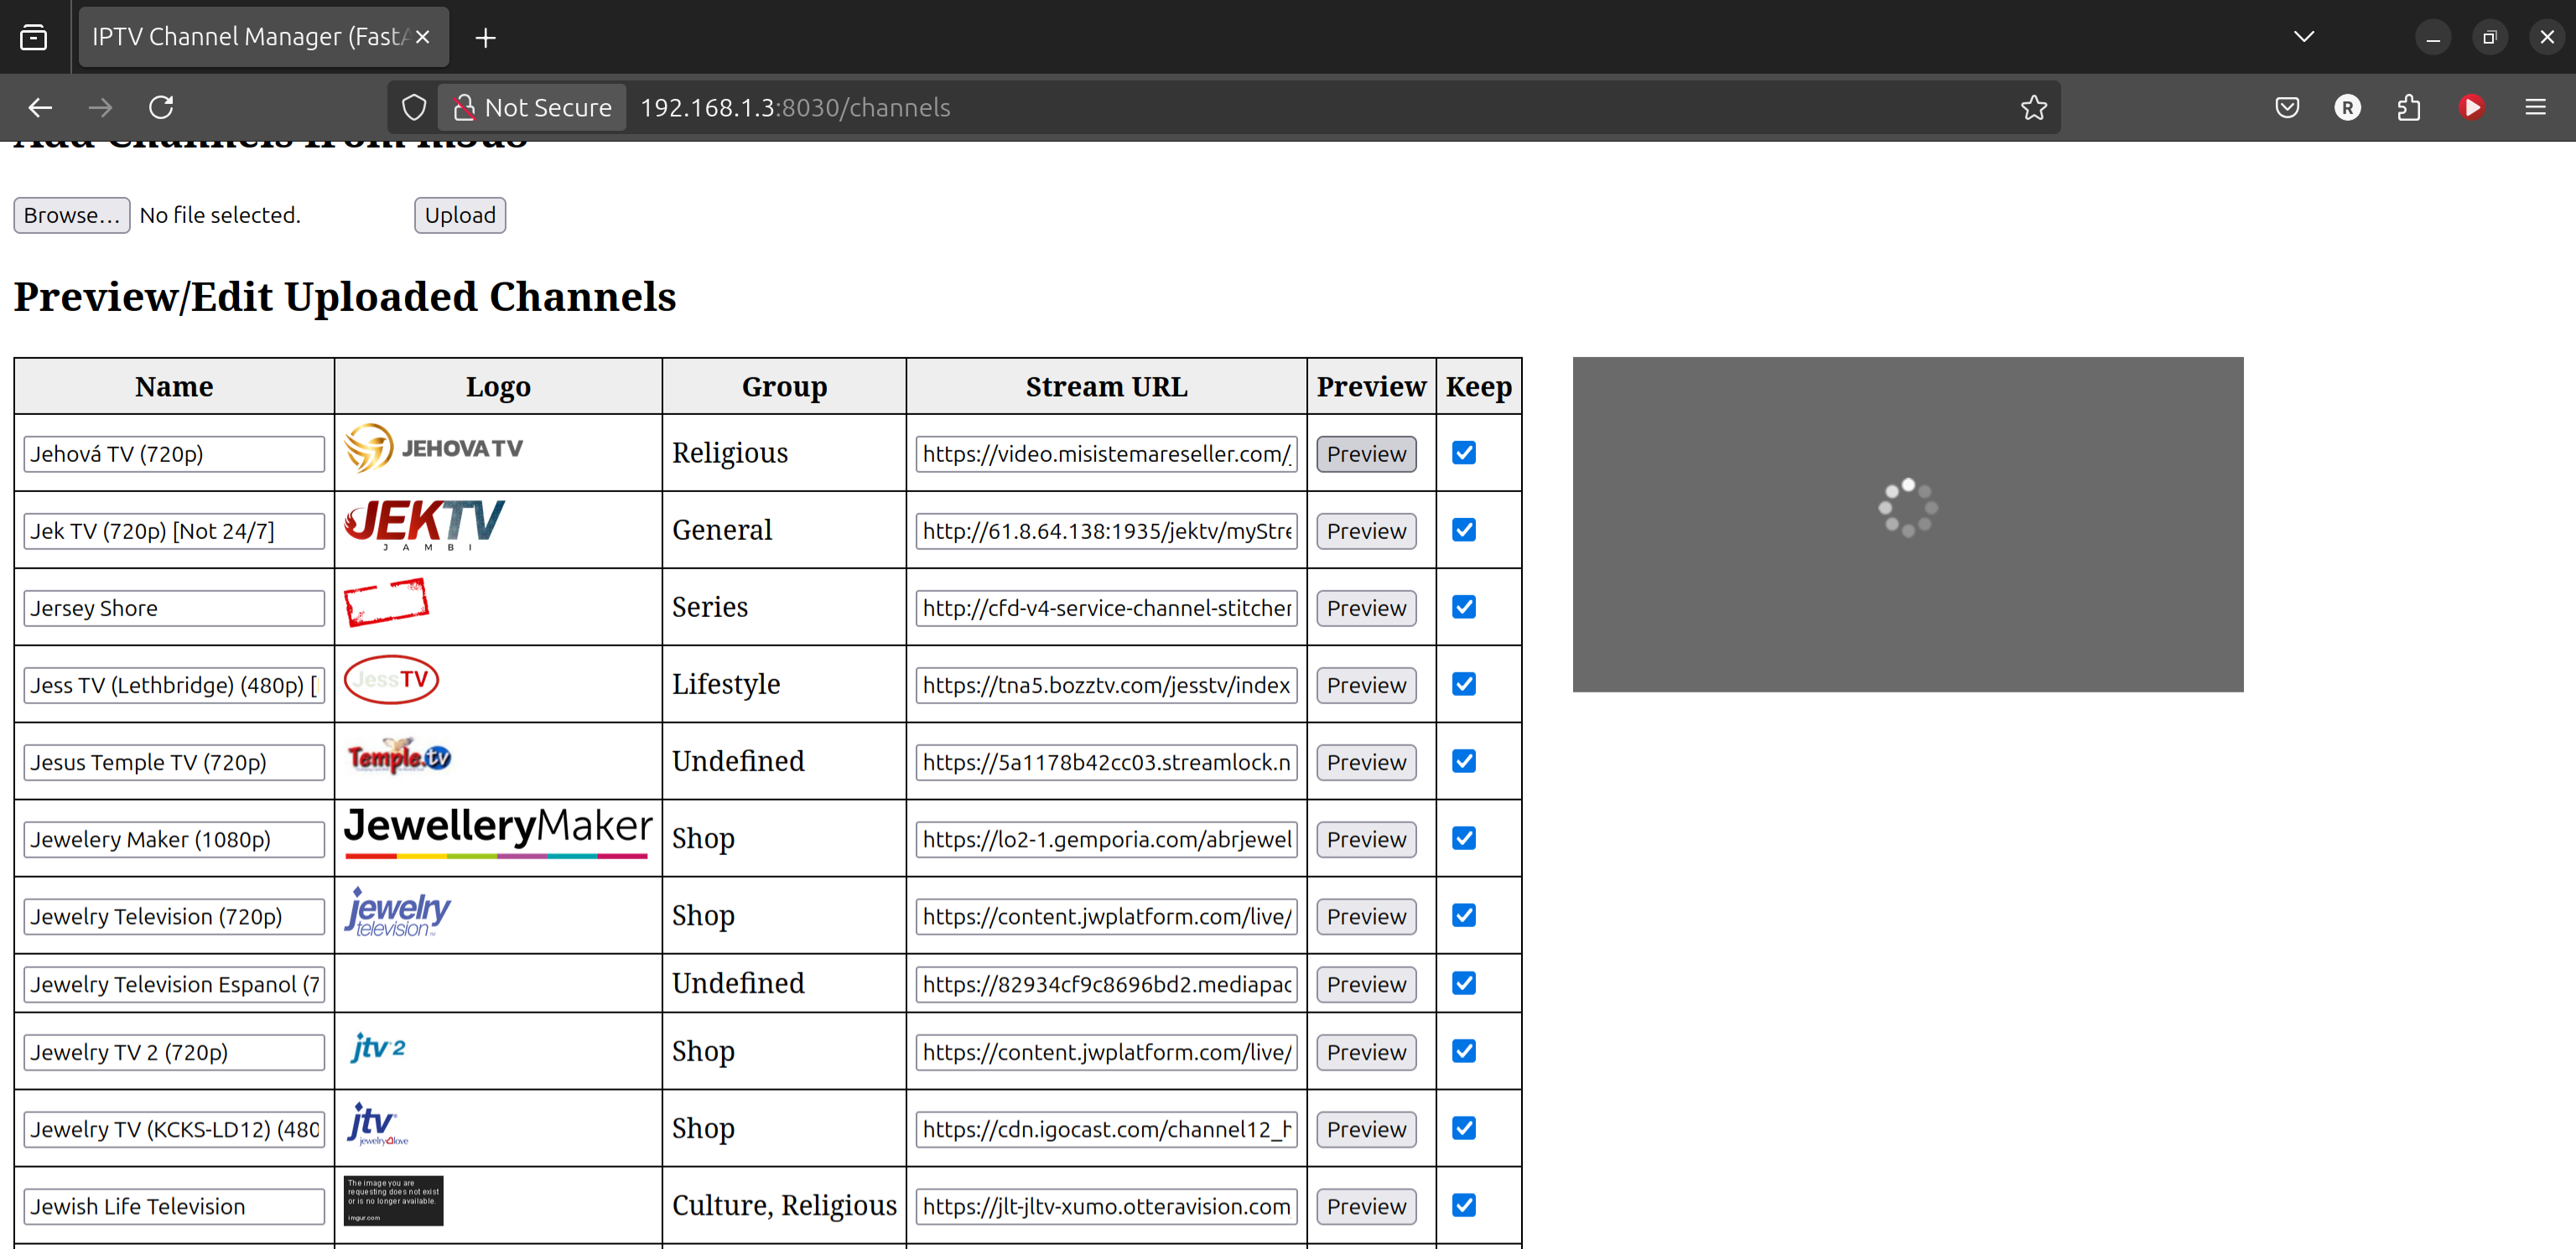 IPTV Channel Manager (FastA
Not Secure 192.168.1.3:8030/channels
Add Channels from m3u8
Browse... No file selected. Upload
Preview/Edit Uploaded Channels
Name Logo Group Stream URL Preview Keep
Jehová TV (720p) JEHOVA TV Religious https://video.misistemareseller.com/ Preview
Jek TV (720p) [Not 24/7] JEKTV JAMBI General http://61.8.64.138:1935/jektv/myStre Preview
Jersey Shore Series http://cfd-v4-service-channel-stitcher Preview
Jess TV (Lethbridge) (480p) [ JessTV Lifestyle https://tna5.bozztv.com/jesstv/index Preview
Jesus Temple TV (720p) Temple.tv Undefined https://5a1178b42cc03.streamlock.n Preview
Jewelery Maker (1080p) JewelleryMaker Shop https://lo2-1.gemporia.com/abrjewel Preview
Jewelry Television (720p) jewelry television Shop https://content.jwplatform.com/live/ Preview
Jewelry Television Espanol (7 Undefined https://82934cf9c8696bd2.mediapac Preview
Jewelry TV 2 (720p) jtv 2 Shop https://content.jwplatform.com/live/ Preview
Jewelry TV (KCKS-LD12) (480 jtv jewelry love Shop https://cdn.igocast.com/channel12_h Preview
Jewish Life Television The image you are requesting does not exist or is no longer available. imgur.com Culture, Religious https://jlt-jltv-xumo.otteravision.com Preview